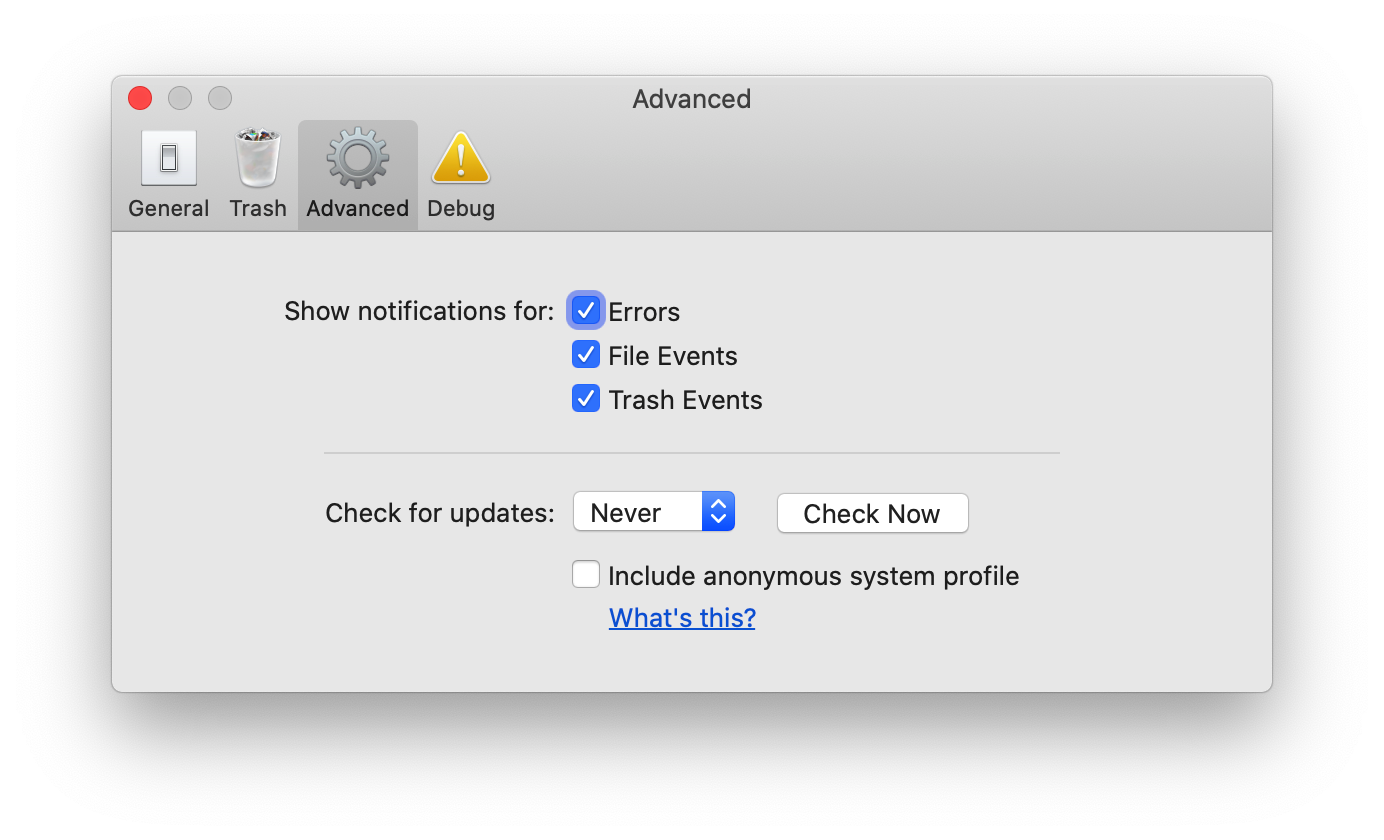 Advanced
General Trash Advanced Debug
Show notifications for: Errors
File Events
Trash Events
Check for updates: Never Check Now
Include anonymous system profile
What's this?